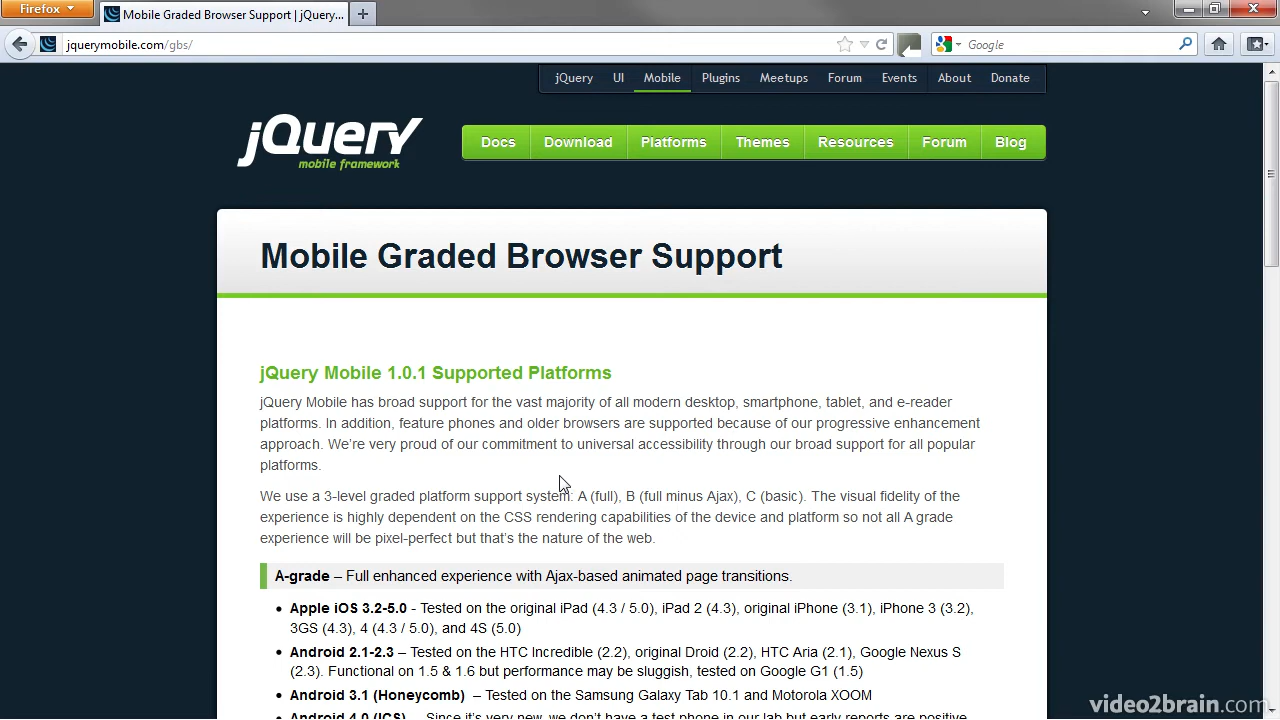 Firefox
Mobile Graded Browser Support | jQuery...
jquerymobile.com/gbs/
Google
jQuery UI Mobile Plugins Meetups Forum Events About Donate
jQuery
mobile framework
Docs Download Platforms Themes Resources Forum Blog
Mobile Graded Browser Support
jQuery Mobile 1.0.1 Supported Platforms
jQuery Mobile has broad support for the vast majority of all modern desktop, smartphone, tablet, and e-reader
platforms. In addition, feature phones and older browsers are supported because of our progressive enhancement
approach. We’re very proud of our commitment to universal accessibility through our broad support for all popular
platforms.
We use a 3-level graded platform support system: A (full), B (full minus Ajax), C (basic). The visual fidelity of the
experience is highly dependent on the CSS rendering capabilities of the device and platform so not all A grade
experience will be pixel-perfect but that’s the nature of the web.
A-grade – Full enhanced experience with Ajax-based animated page transitions.
• Apple iOS 3.2-5.0 - Tested on the original iPad (4.3 / 5.0), iPad 2 (4.3), original iPhone (3.1), iPhone 3 (3.2),
3GS (4.3), 4 (4.3 / 5.0), and 4S (5.0)
• Android 2.1-2.3 – Tested on the HTC Incredible (2.2), original Droid (2.2), HTC Aria (2.1), Google Nexus S
(2.3). Functional on 1.5 & 1.6 but performance may be sluggish, tested on Google G1 (1.5)
• Android 3.1 (Honeycomb) – Tested on the Samsung Galaxy Tab 10.1 and Motorola XOOM
• Android 4.0 (ICS) – Since it’s very new, we don’t have a test phone in our lab but early reports are positive
video2brain.com